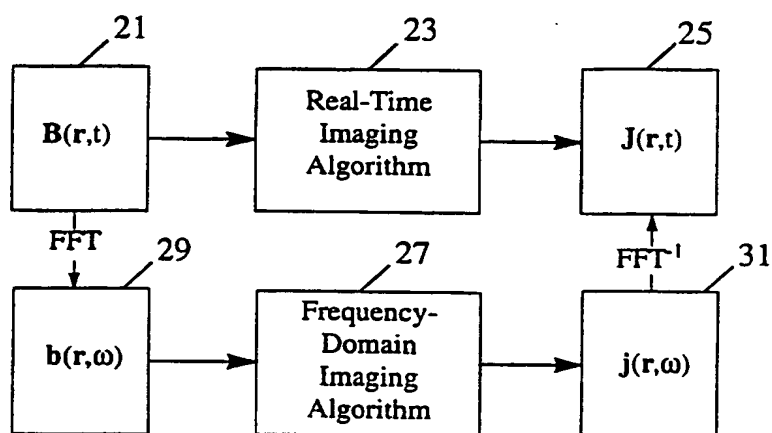 21
23
25
B(r,t)
Real-Time
Imaging
Algorithm
J(r,t)
FFT
29
27
FFT⁻¹
31
b(r,ω)
Frequency-
Domain
Imaging
Algorithm
j(r,ω)